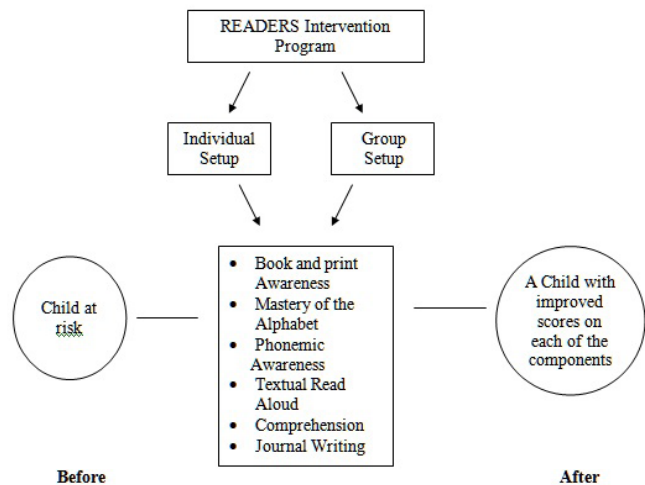 READERS Intervention
Program
Individual
Setup
Group
Setup
Child at
risk
• Book and print
Awareness
• Mastery of the
Alphabet
• Phonemic
Awareness
• Textual Read
Aloud
• Comprehension
• Journal Writing
A Child with
improved
scores on
each of the
components
Before
After